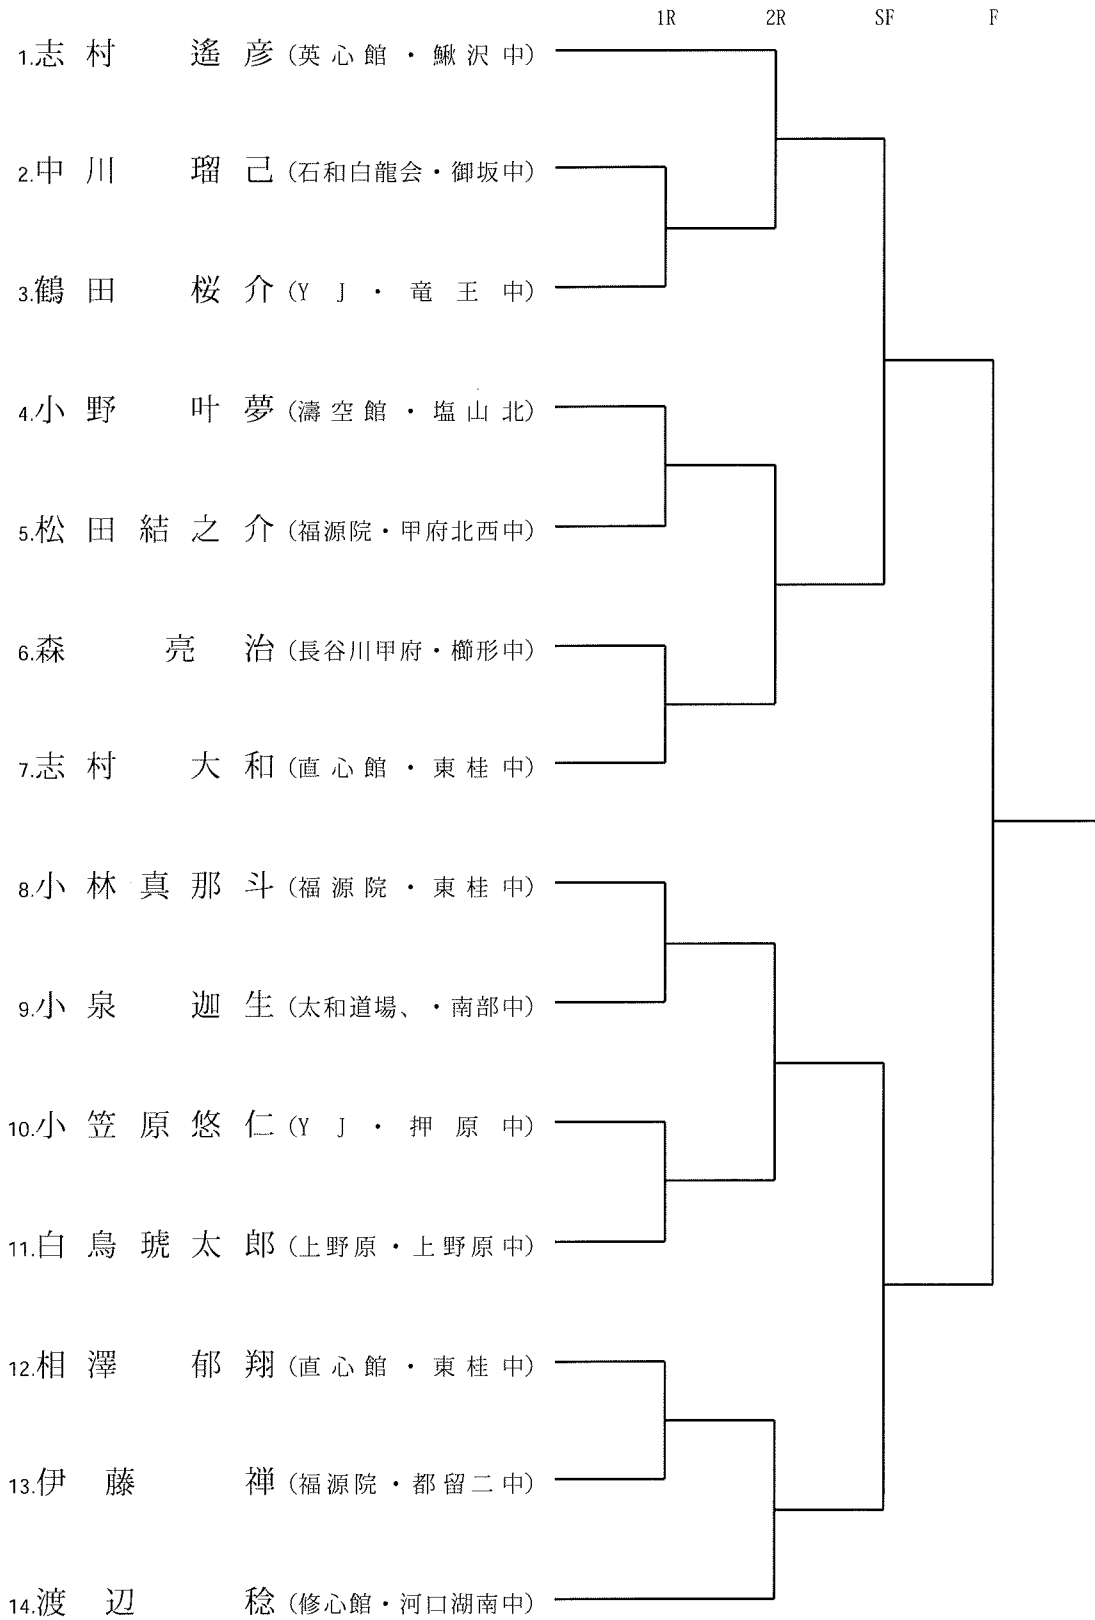 1R 2R SF F
1.志村 遙彦 (英心館・鰍沢中)
2.中川 瑠己 (石和白龍会・御坂中)
3.鶴田 桜介 (YJ・竜王中)
4.小野 叶夢 (濤空館・塩山北)
5.松田結之介 (福源院・甲府北西中)
6.森 亮治 (長谷川甲府・櫛形中)
7.志村 大和 (直心館・東桂中)
8.小林真那斗 (福源院・東桂中)
9.小泉 迦生 (太和道場、・南部中)
10.小笠原悠仁 (YJ・押原中)
11.白鳥琥太郎 (上野原・上野原中)
12.相澤 郁翔 (直心館・東桂中)
13.伊藤 禅 (福源院・都留二中)
14.渡辺 稔 (修心館・河口湖南中)